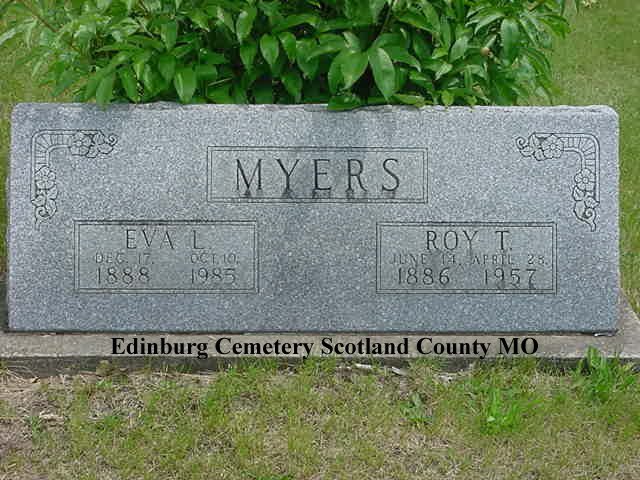 MYERS
EVA L.
DEC. 17, OCT. 10,
1888 1985
ROY T.
JUNE 14, APRIL 28,
1886 1957
Edinburg Cemetery Scotland County MO